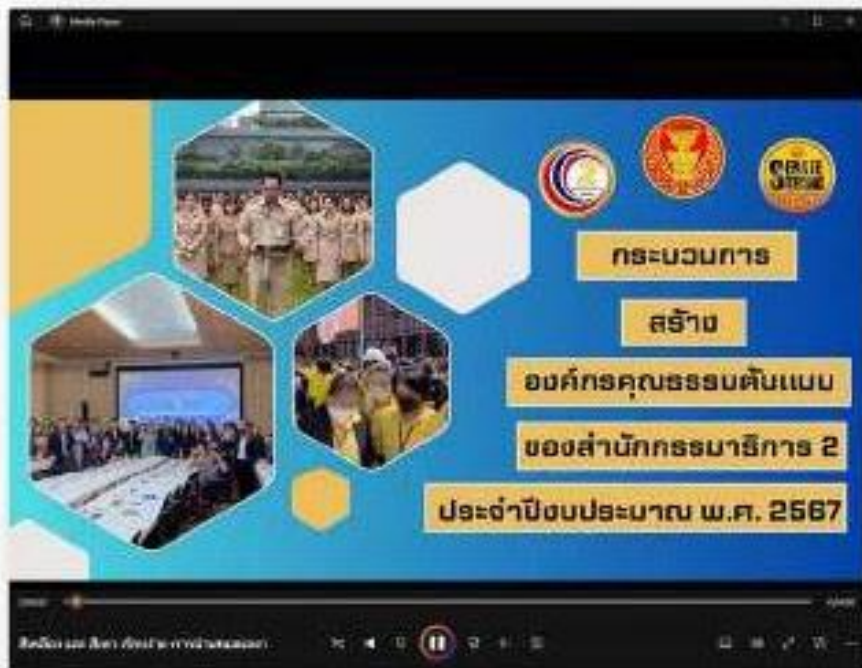 Media Player
กระบวนการ
สร้าง
องค์กรคุณธรรมต้นแบบ
ของสำนักกรรมาธิการ 2
ประจำปีงบประมาณ พ.ศ. 2567